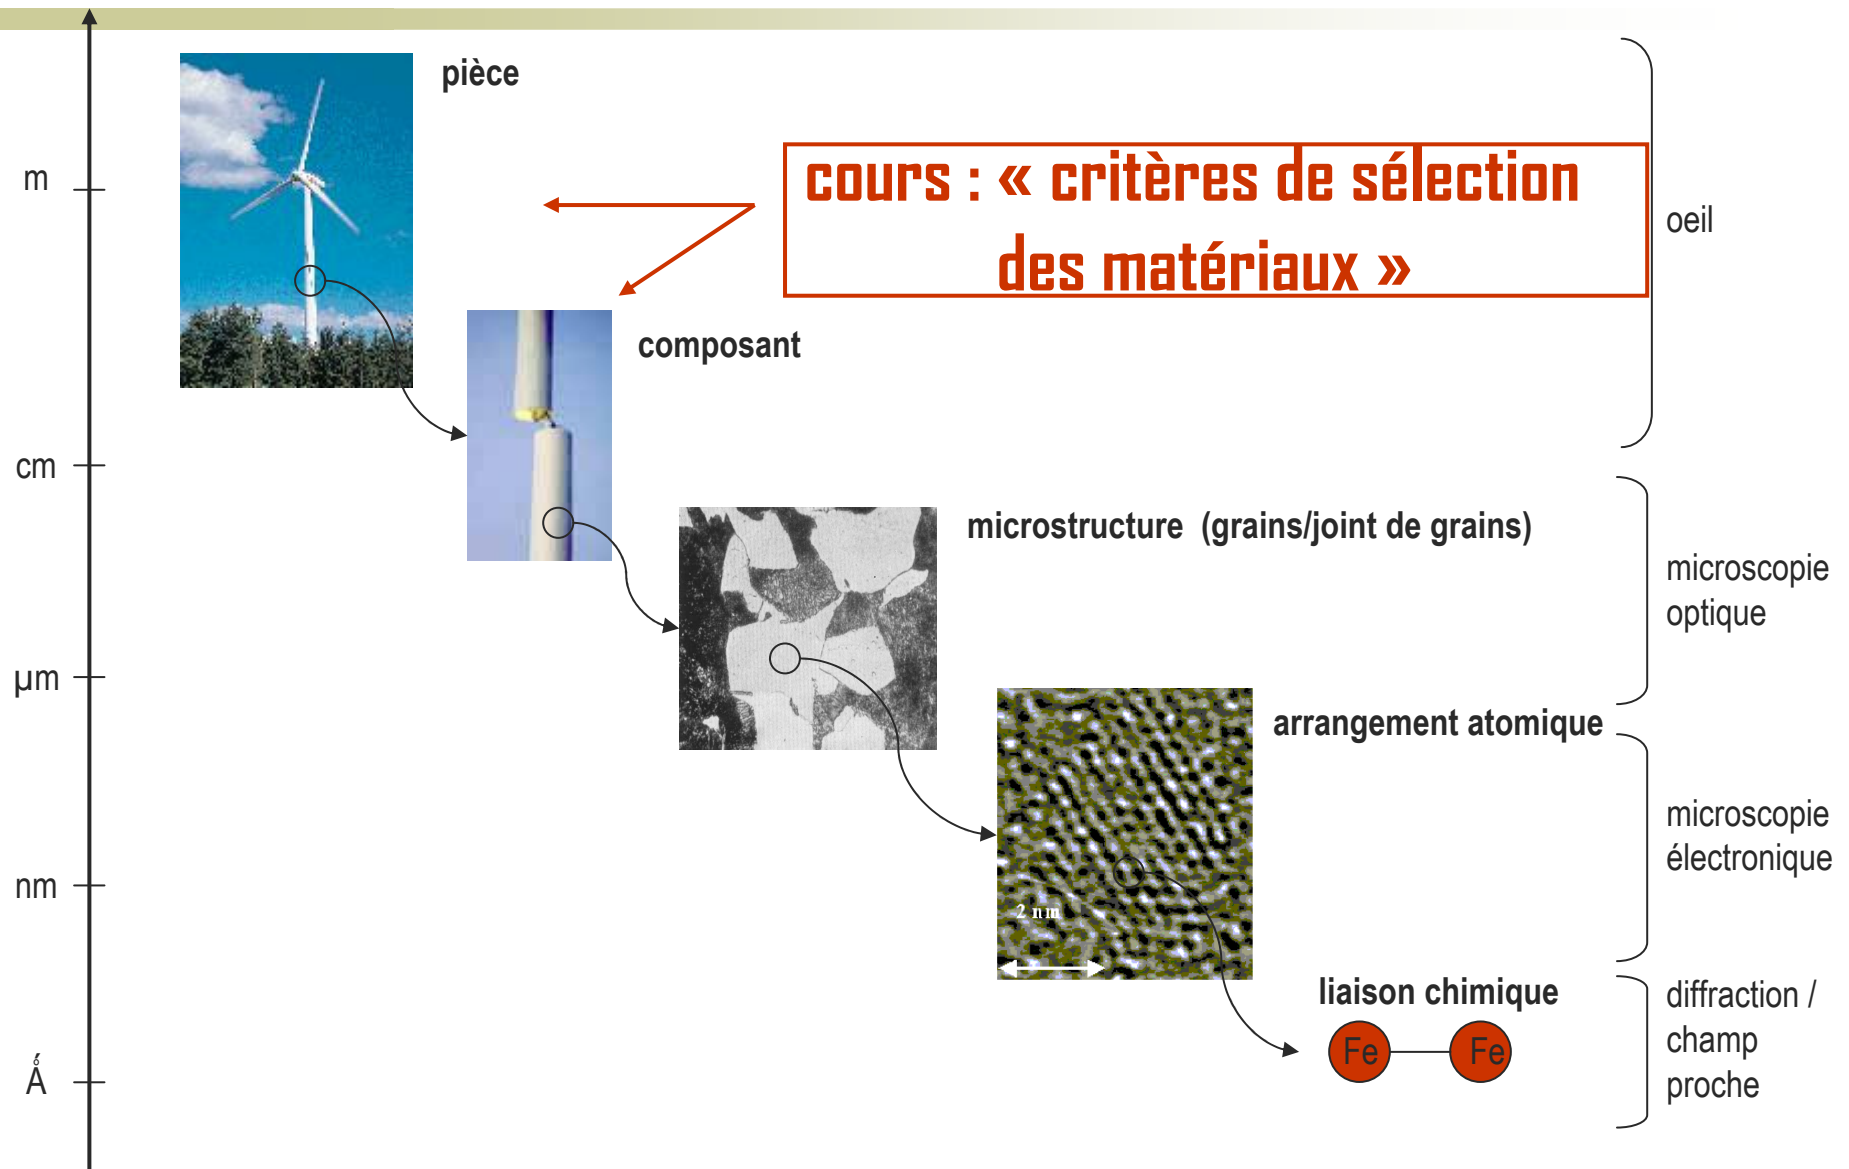 pièce
cours : « critères de sélection
des matériaux »
m
oeil
composant
cm
microstructure (grains/joint de grains)
microscopie
optique
µm
arrangement atomique
microscopie
électronique
nm
2 nm
liaison chimique
diffraction /
champ
proche
Fe
Fe
Ǻ